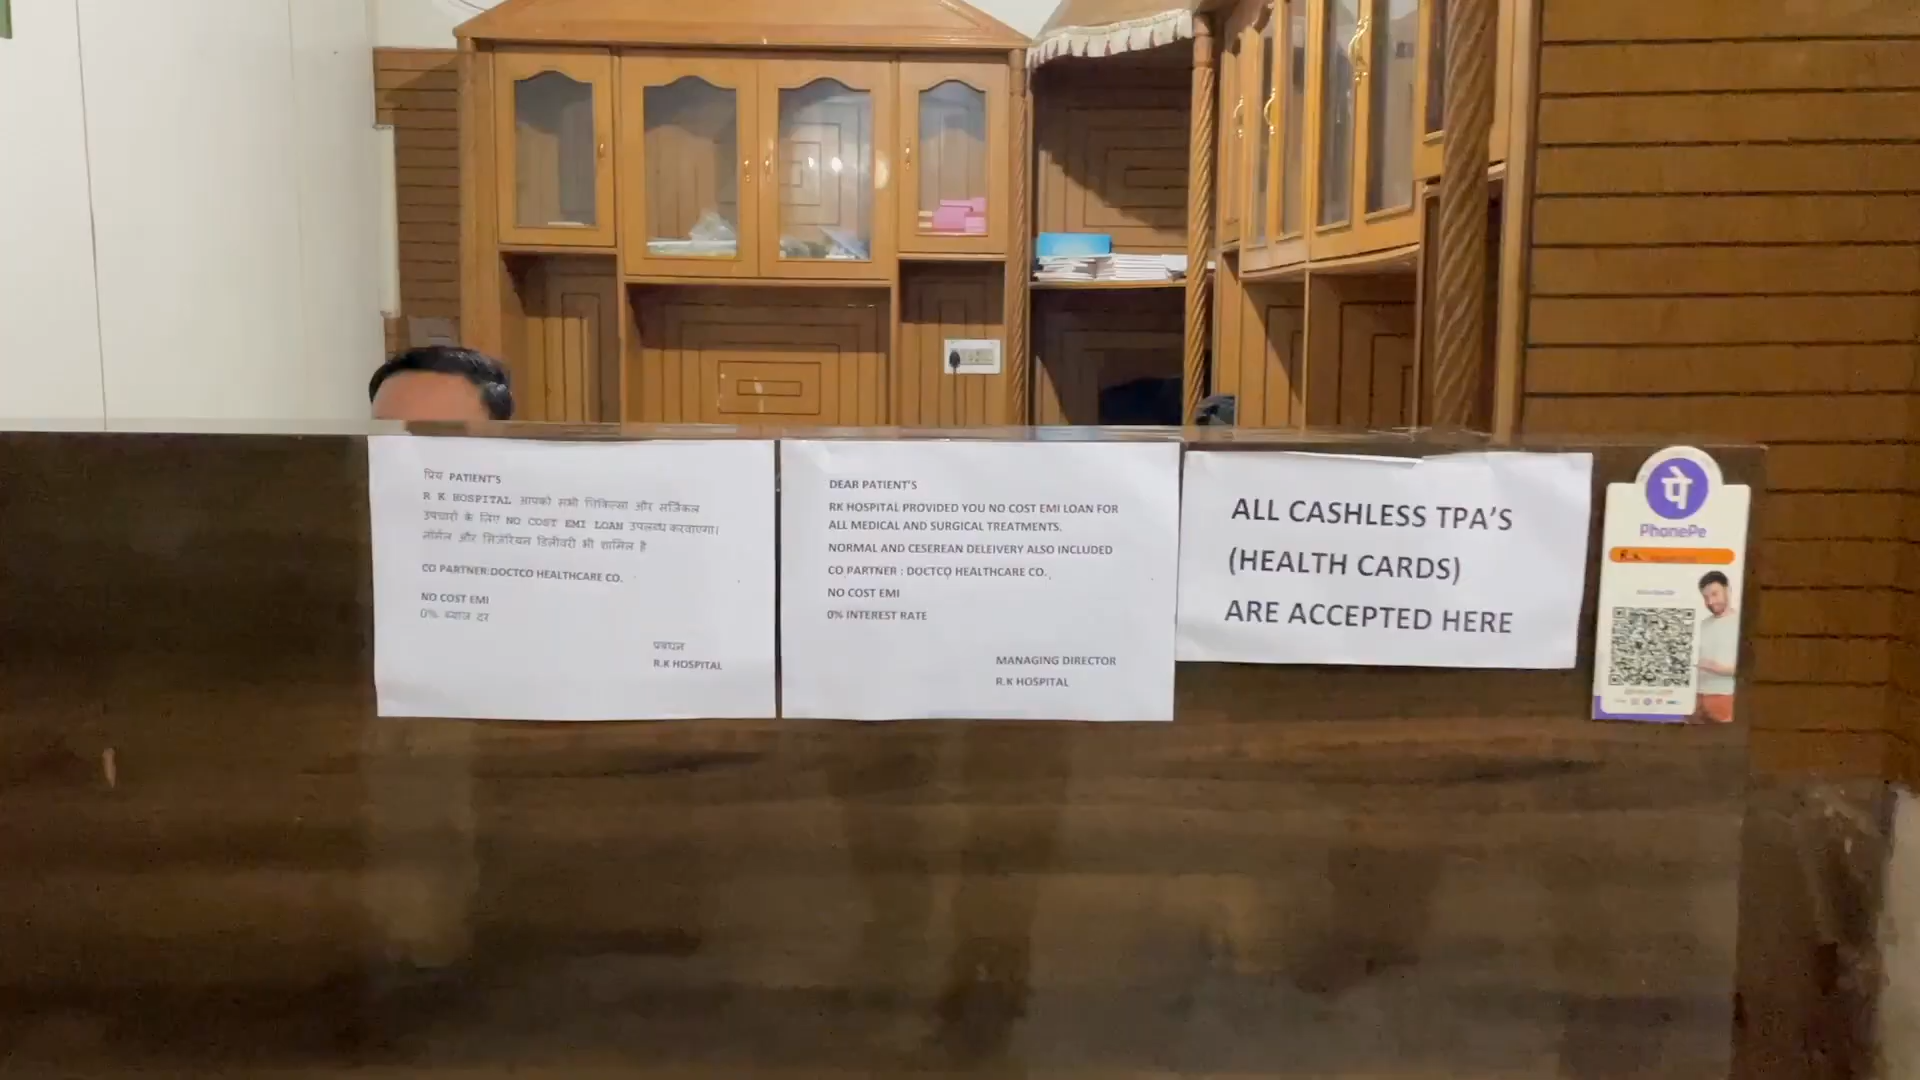 प्रिय PATIENT'S
R K HOSPITAL आपको सभी चिकित्सा और सर्जिकल
उपचारों के लिए NO COST EMI LOAN उपलब्ध करवाएगा।
नॉर्मल और सिजेरियन डिलीवरी भी शामिल है
CO PARTNER:DOCTCO HEALTHCARE CO.
NO COST EMI
0% ब्याज दर
प्रबंधन
R.K HOSPITAL
DEAR PATIENT'S
RK HOSPITAL PROVIDED YOU NO COST EMI LOAN FOR
ALL MEDICAL AND SURGICAL TREATMENTS.
NORMAL AND CESEREAN DELEIVERY ALSO INCLUDED
CO PARTNER : DOCTCO HEALTHCARE CO.
NO COST EMI
0% INTEREST RATE
MANAGING DIRECTOR
R.K HOSPITAL
ALL CASHLESS TPA'S
(HEALTH CARDS)
ARE ACCEPTED HERE
पे
PhonePe
R.K